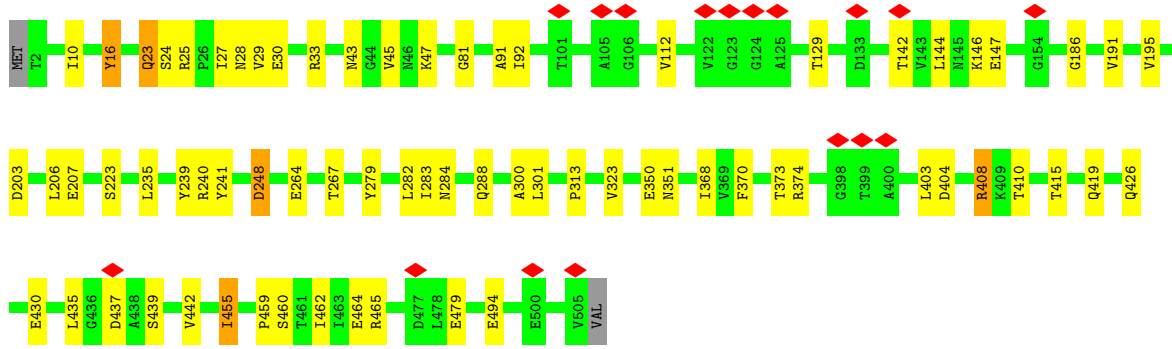 MET T2 I10 Y16 Q23 S24 R25 P26 I27 N28 V29 E30 R33 N43 G44 V45 N46 K47 G81 A91 I92 T101 A105 G106 V112 V122 G123 G124 A125 T129 D133 T142 V143 L144 N145 K146 E147 G154 G186 V191 V195
D203 L206 E207 S223 L235 Y239 R240 Y241 D248 E264 T267 Y279 L282 I283 N284 Q288 A300 L301 P313 V323 E350 N351 I368 V369 F370 T373 R374 G398 T399 A400 L403 D404 R408 K409 T410 T415 Q419 Q426
E430 L435 G436 D437 A438 S439 V442 I455 P459 S460 T461 I462 I463 E464 R465 D477 L478 E479 E494 E500 V505 VAL